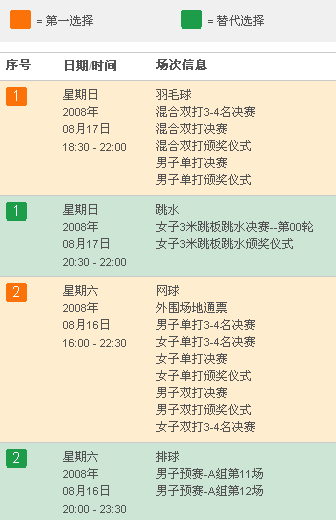 = 第一选择 = 替代选择
序号 日期/时间 场次信息
1 星期日 羽毛球
2008年 混合双打3-4名决赛
08月17日 混合双打决赛
18:30 - 22:00 混合双打颁奖仪式
男子单打决赛
男子单打颁奖仪式
1 星期日 跳水
2008年 女子3米跳板跳水决赛--第00轮
08月17日 女子3米跳板跳水颁奖仪式
20:30 - 22:00
2 星期六 网球
2008年 外围场地通票
08月16日 男子单打3-4名决赛
16:00 - 22:30 女子单打3-4名决赛
女子单打决赛
女子单打颁奖仪式
男子双打决赛
男子双打颁奖仪式
女子双打3-4名决赛
2 星期六 排球
2008年 男子预赛-A组第11场
08月16日 男子预赛-A组第12场
20:00 - 23:30